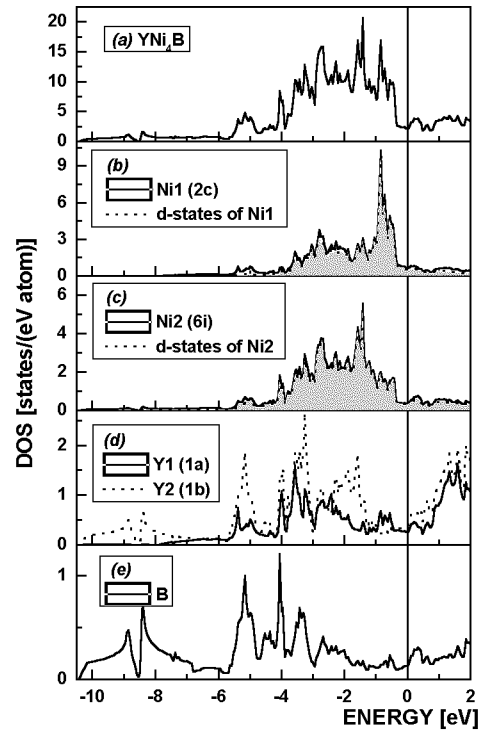 20
15
10
5
0
(a) YNi4B
9
6
3
0
(b)
Ni1 (2c)
d-states of Ni1
6
4
2
0
(c)
Ni2 (6i)
d-states of Ni2
DOS [states/(eV atom)]
2
1
0
(d)
Y1 (1a)
Y2 (1b)
1
0
(e)
B
-10 -8 -6 -4 -2 0 2
ENERGY [eV]